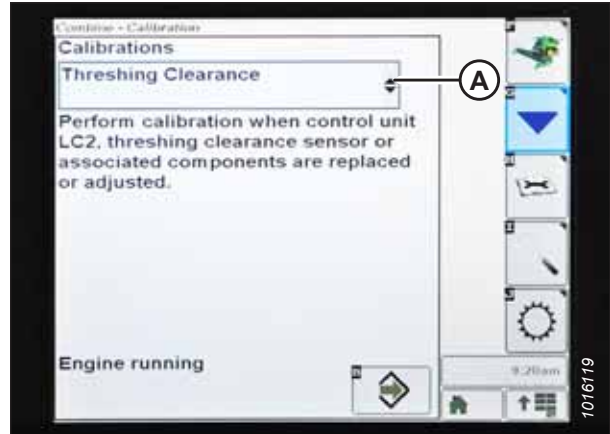 Combine - Calibration
Calibrations
Threshing Clearance
A
Perform calibration when control unit
LC2, threshing clearance sensor or
associated components are replaced
or adjusted.
Engine running
9:20am
1016119